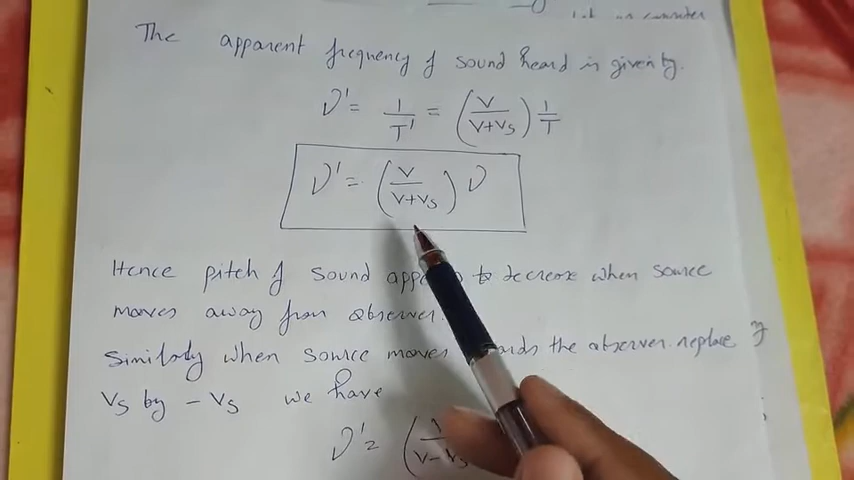 The apparent frequency of sound heard is given by.
ν' = 1/T' = (V/V+Vs) 1/T
ν' = (V/V+Vs) ν
Hence pitch of sound to decrease when source
moves away from observer.
Similarly when source moves the observer replace
Vs by - Vs we have
ν' = (V/V-Vs